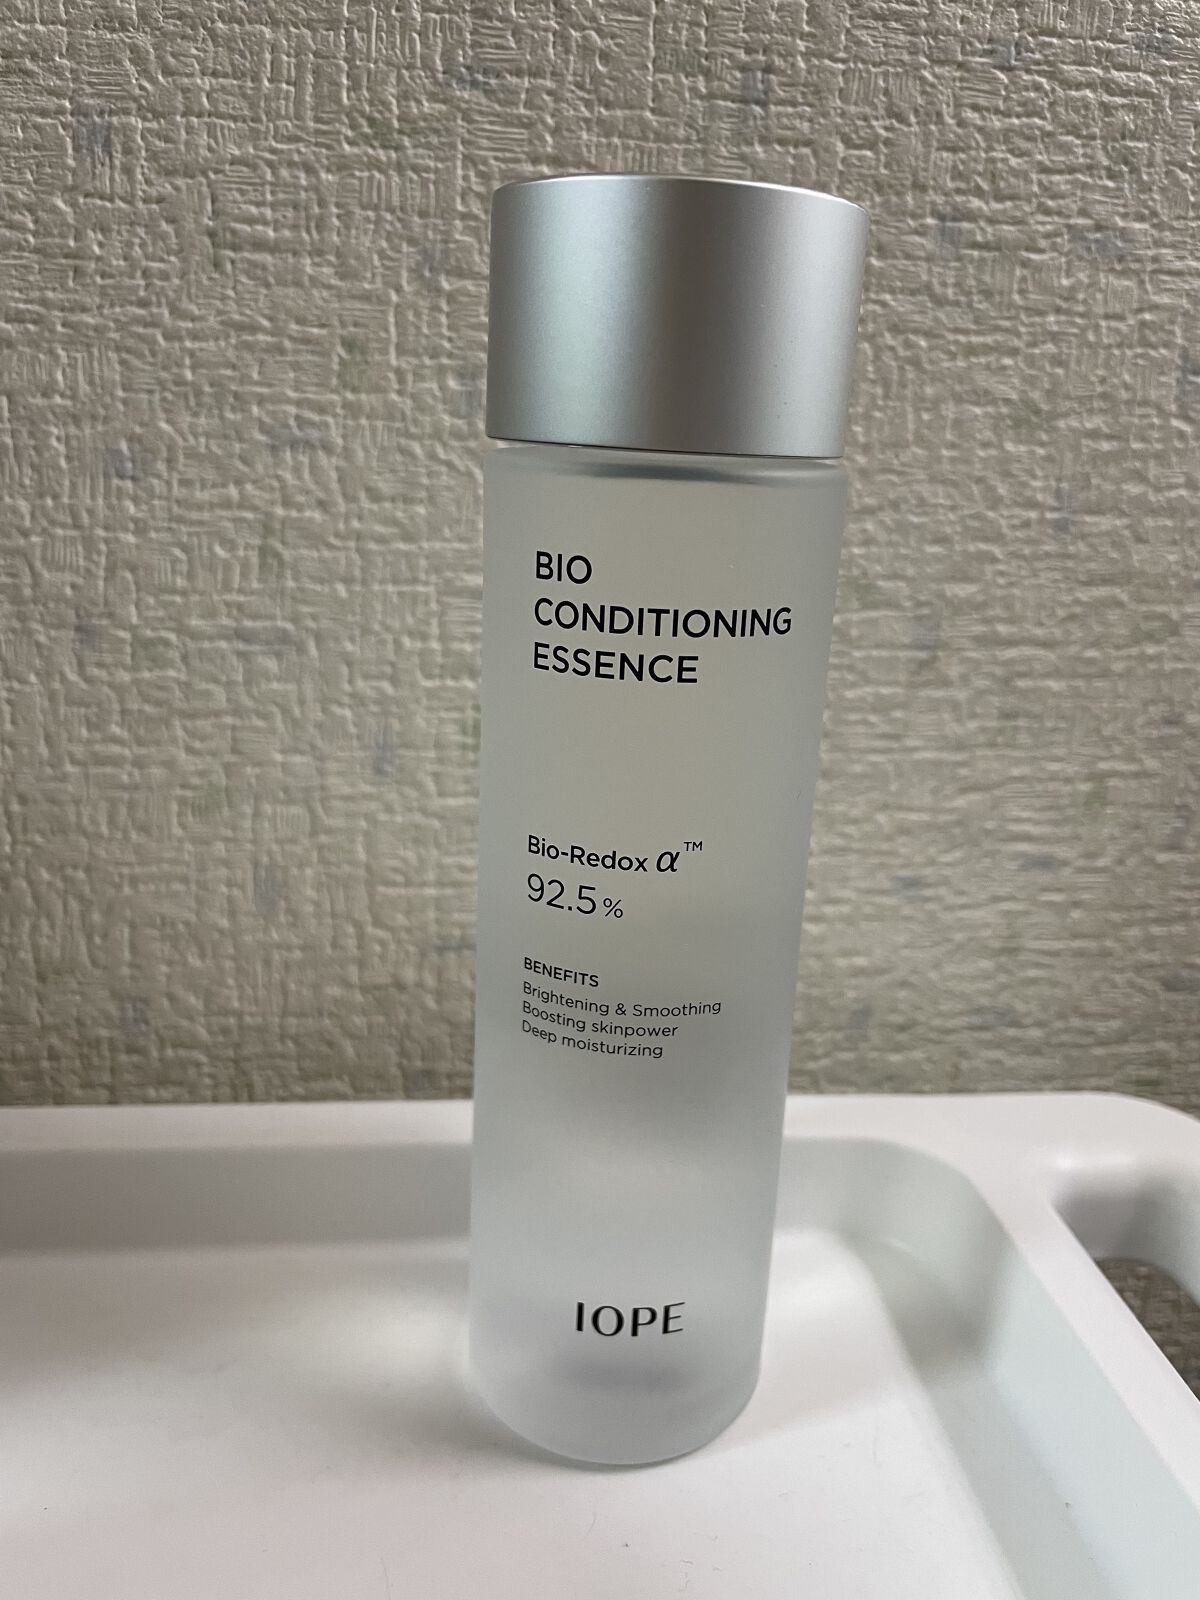 BIO
CONDITIONING
ESSENCE
Bio-Redox α™
92.5%
BENEFITS
Brightening & Smoothing
Boosting skinpower
Deep moisturizing
IOPE